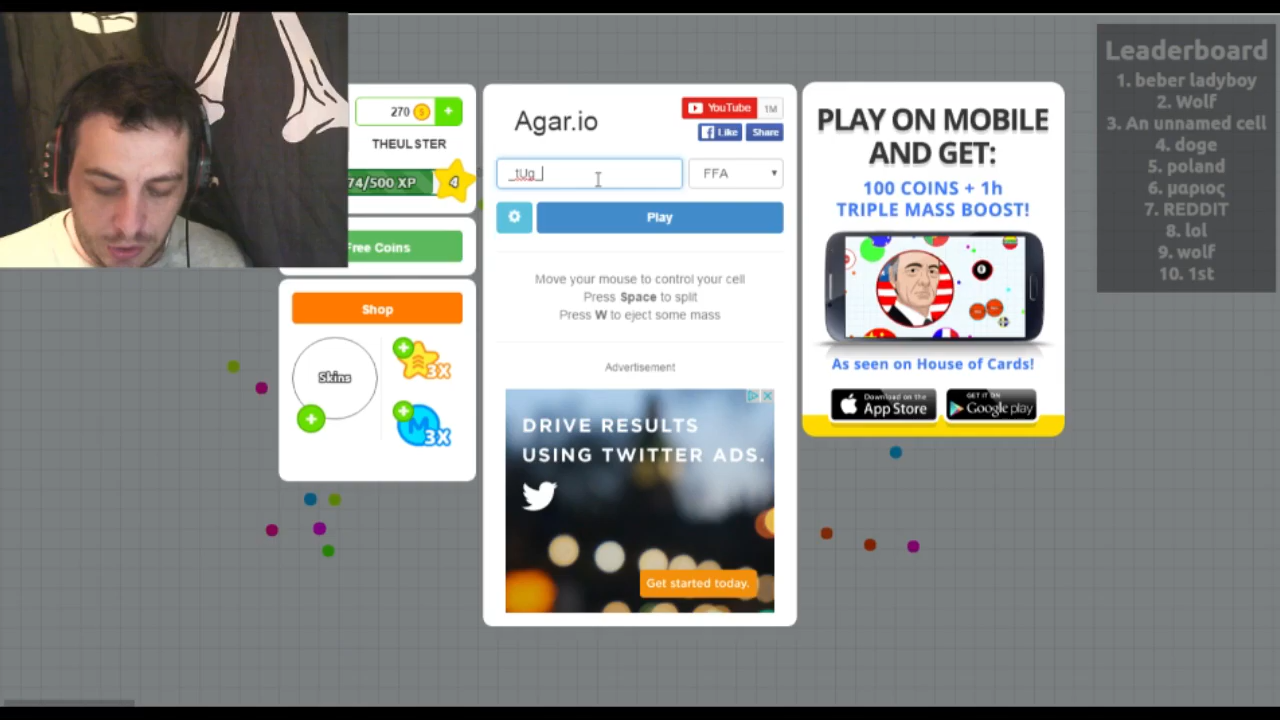 270
THEULSTER
74/500 XP
4
Free Coins
Shop
Skins
3X
3X
Agar.io
YouTube 1M
Like Share
_tUg_
FFA
Play
Move your mouse to control your cell
Press Space to split
Press W to eject some mass
Advertisement
DRIVE RESULTS
USING TWITTER ADS.
Get started today.
PLAY ON MOBILE
AND GET:
100 COINS + 1h
TRIPLE MASS BOOST!
As seen on House of Cards!
Download on the
App Store
GET IT ON
Google play
Leaderboard
1. beber ladyboy
2. Wolf
3. An unnamed cell
4. doge
5. poland
6. μαριος
7. REDDIT
8. lol
9. wolf
10. 1st